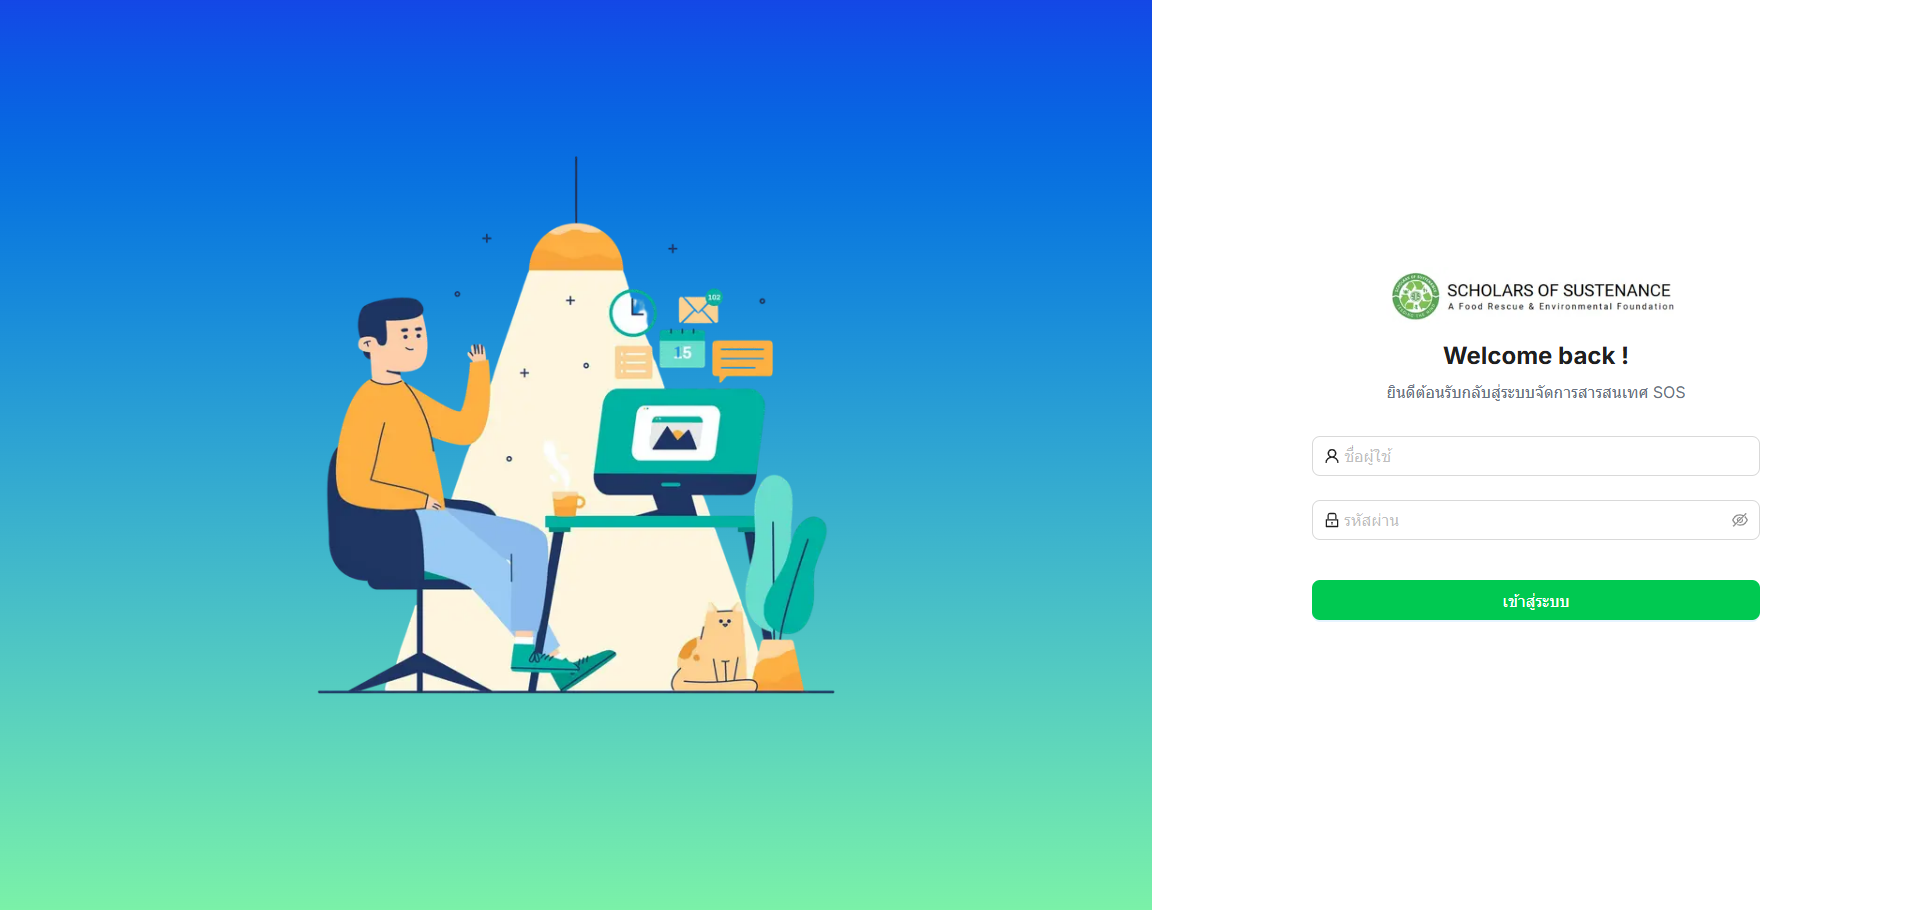 102
15
SCHOLARS OF SUSTENANCE
A Food Rescue & Environmental Foundation
Welcome back !
ยินดีต้อนรับกลับสู่ระบบจัดการสารสนเทศ SOS
ชื่อผู้ใช้
รหัสผ่าน
เข้าสู่ระบบ